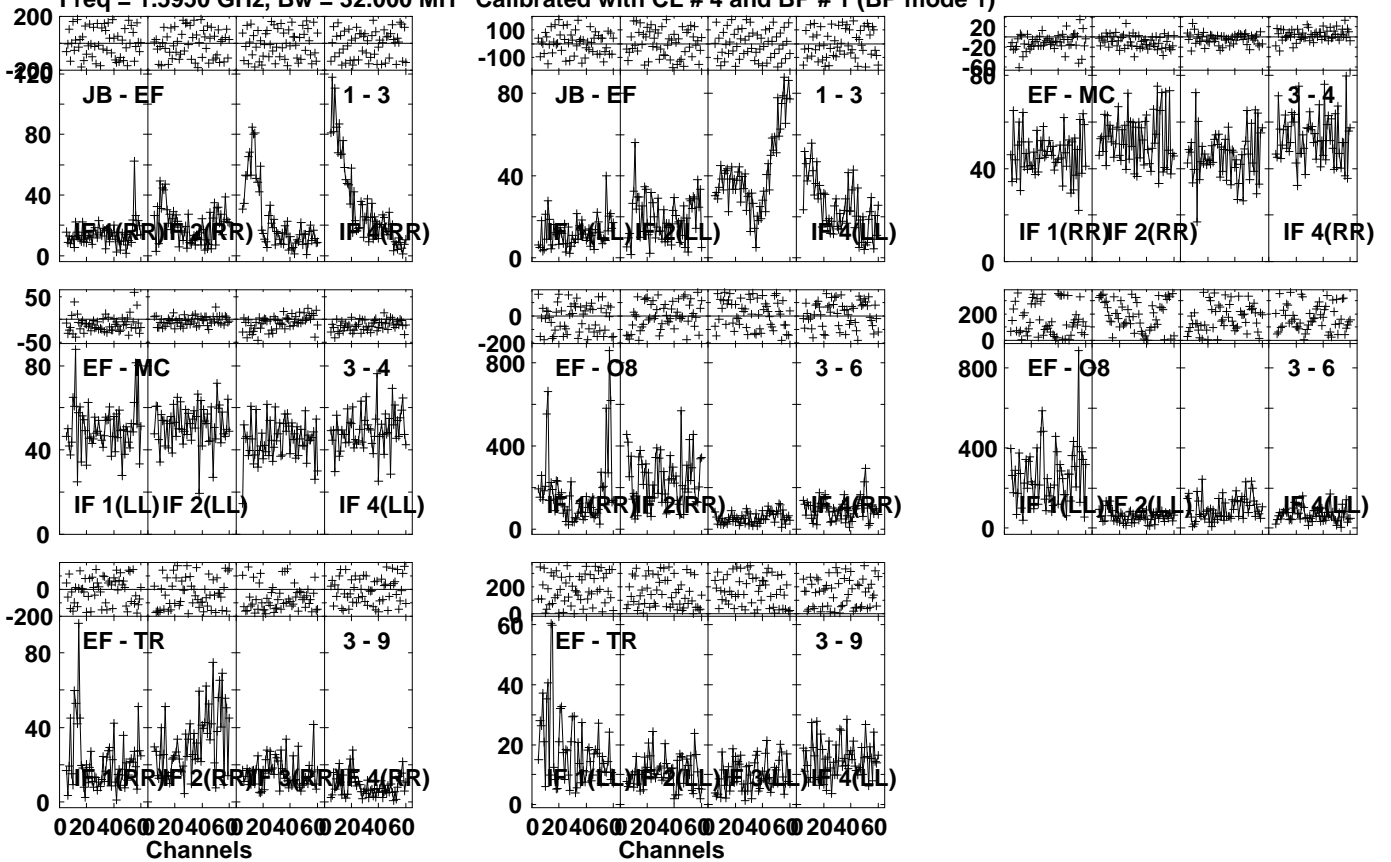 Freq = 1.5950 GHz, Bw = 32.000 MH Calibrated with CL # 4 and BP # 1 (BP mode 1)
200
-200
100
-100
20
-20
-60
120
80
40
0
JB - EF 1 - 3
IF 1(RR) IF 2(RR) IF 4(RR)
80
40
0
JB - EF 1 - 3
IF 1(LL) IF 2(LL) IF 4(LL)
80
40
0
EF - MC 3 - 4
IF 1(RR) IF 2(RR) IF 4(RR)
50
-50
0
-200
200
0
80
40
0
EF - MC 3 - 4
IF 1(LL) IF 2(LL) IF 4(LL)
800
400
0
EF - O8 3 - 6
IF 1(RR) IF 2(RR) IF 4(RR)
800
400
0
EF - O8 3 - 6
IF 1(LL) IF 2(LL) IF 4(LL)
0
-200
200
0
80
40
0
EF - TR 3 - 9
IF 1(RR) IF 2(RR) IF 3(RR) IF 4(RR)
60
40
20
0
EF - TR 3 - 9
IF 1(LL) IF 2(LL) IF 3(LL) IF 4(LL)
0 20 40 60 0 20 40 60 0 20 40 60 0 20 40 60
0 20 40 60 0 20 40 60 0 20 40 60 0 20 40 60
Channels Channels